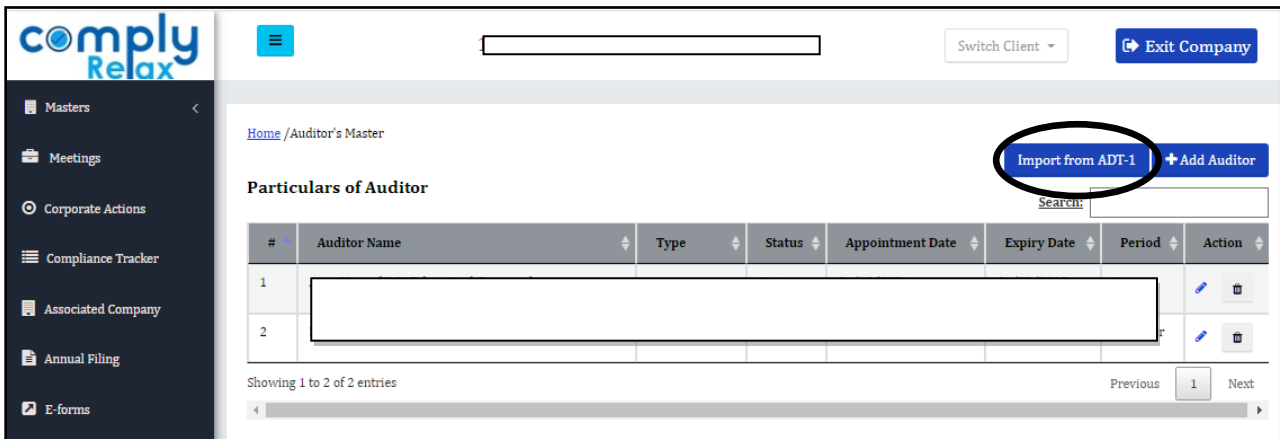 comply
Relax
Switch Client
Exit Company
Masters
Meetings
Corporate Actions
Compliance Tracker
Associated Company
Annual Filing
E-forms
Home /Auditor's Master
Import from ADT-1
+Add Auditor
Particulars of Auditor
Search:
# Auditor Name Type Status Appointment Date Expiry Date Period Action
1
2
Showing 1 to 2 of 2 entries
Previous 1 Next